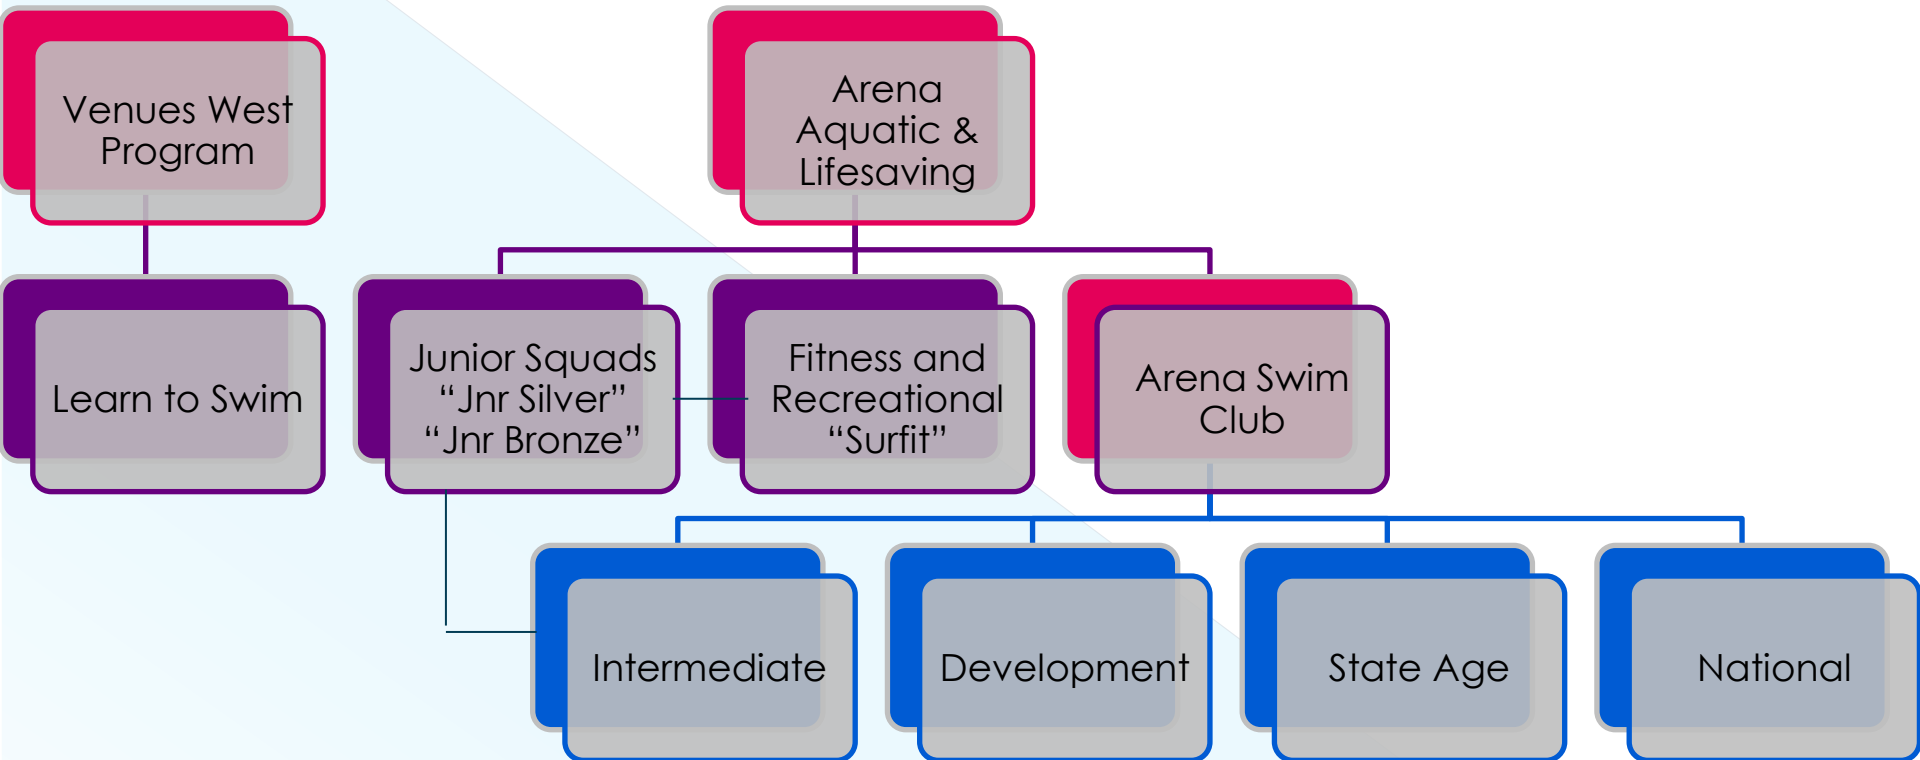 Venues West
Program
Arena
Aquatic &
Lifesaving
Learn to Swim
Junior Squads
“Jnr Silver”
“Jnr Bronze”
Fitness and
Recreational
“Surfit”
Arena Swim
Club
Intermediate
Development
State Age
National